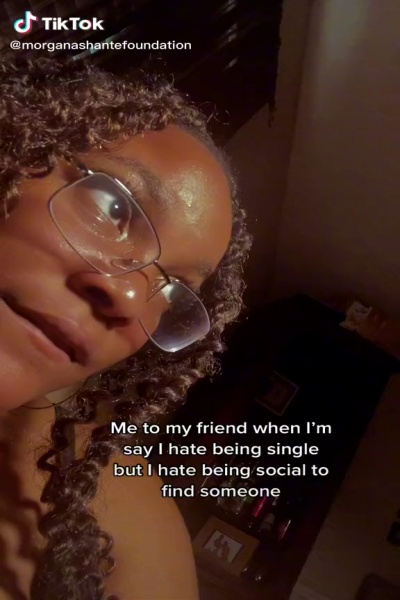 TikTok
@morganashantefoundation
Me to my friend when I'm
say I hate being single
but I hate being social to
find someone